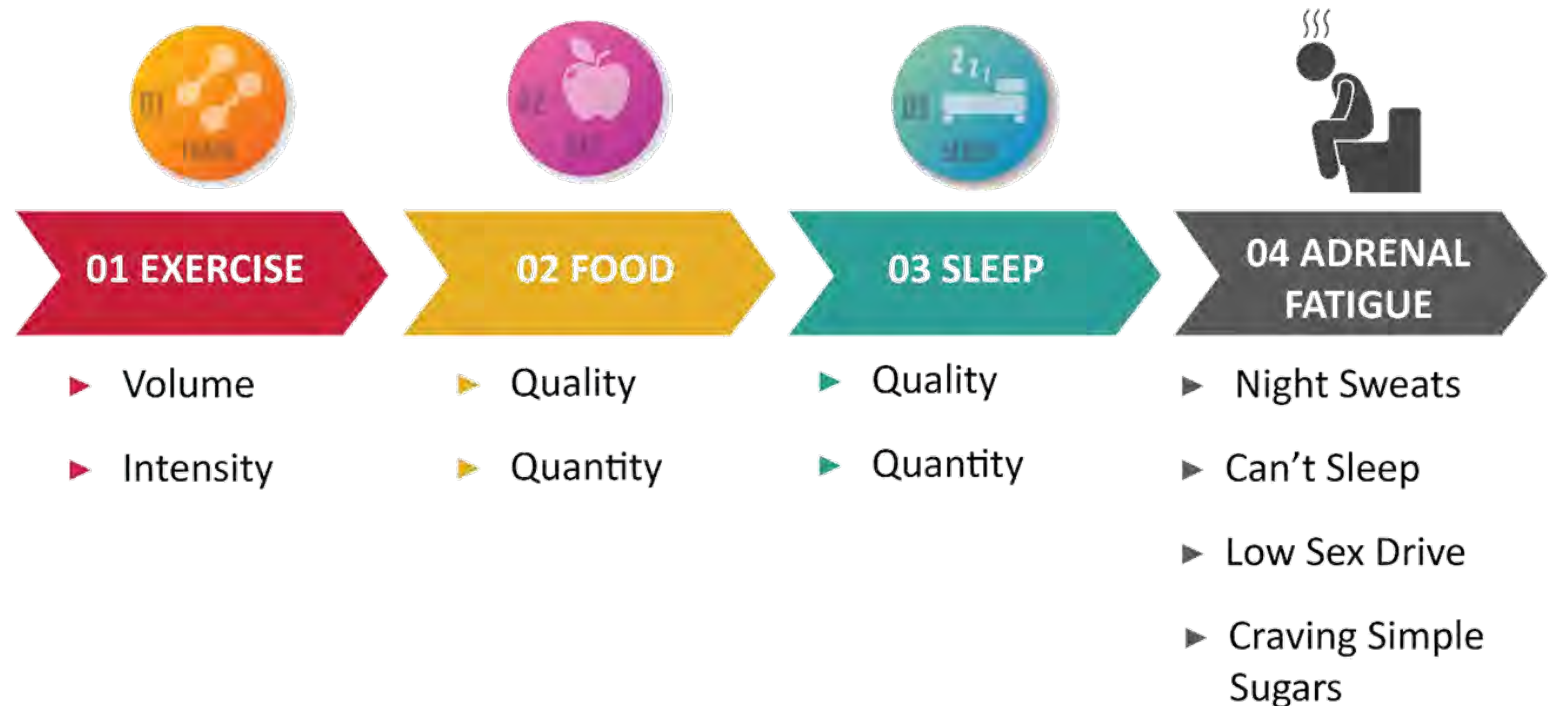 01 EXERCISE
Volume
Intensity
02 FOOD
Quality
Quantity
03 SLEEP
Quality
Quantity
04 ADRENAL
FATIGUE
Night Sweats
Can’t Sleep
Low Sex Drive
Craving Simple
Sugars